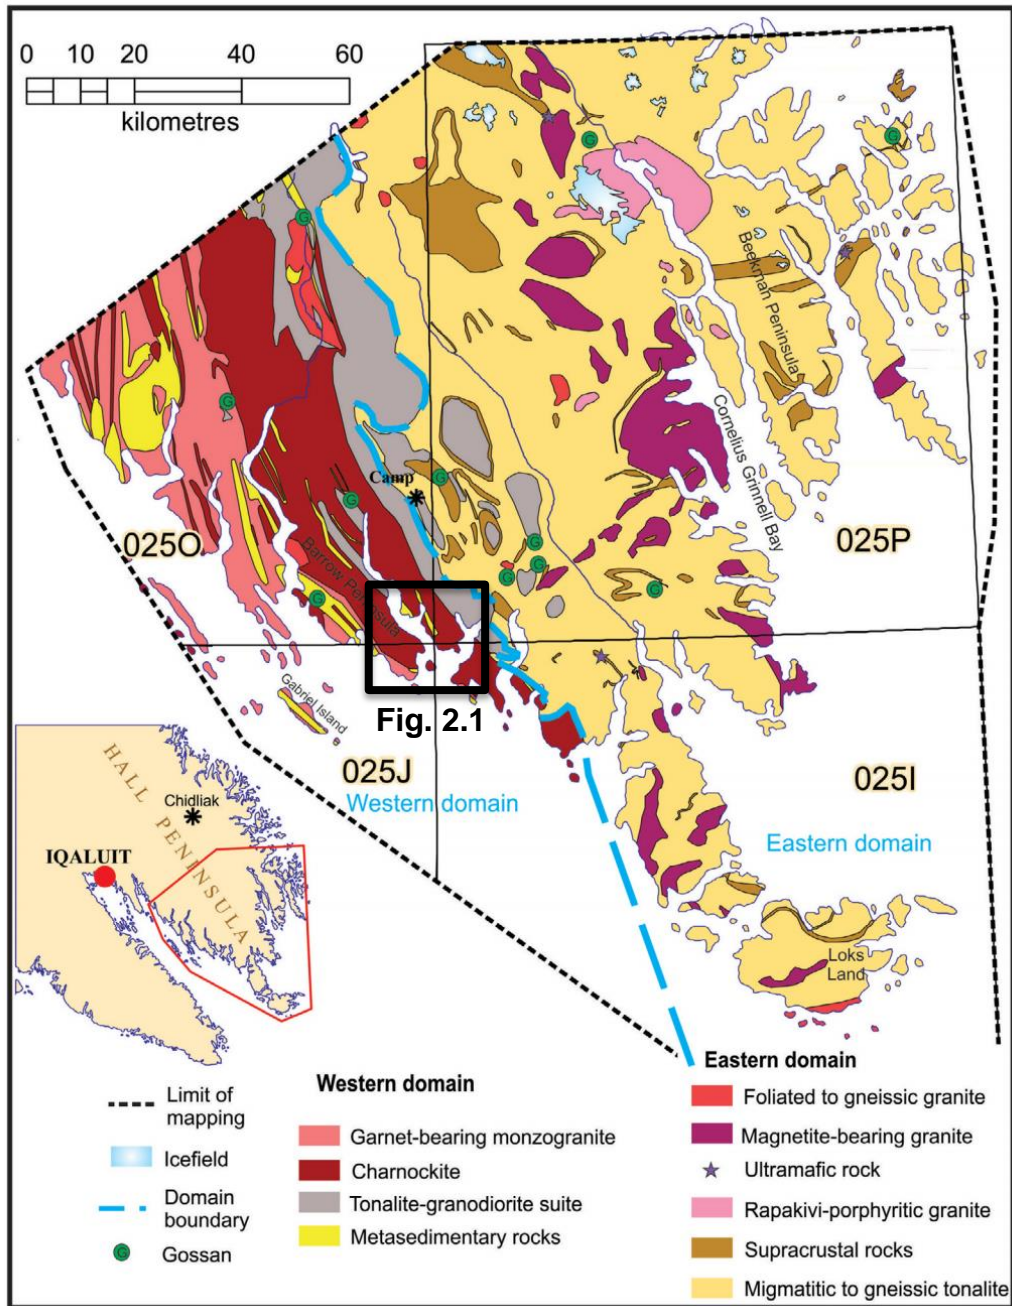 0 10 20 40 60
kilometres
G
G
G
G
G
G
G
G
G
G
G
G
Beekman Peninsula
Cornelius Grinnell Bay
Camp
025O
025P
Barrow Peninsula
Gabriel Island
Fig. 2.1
025J
Western domain
025I
Eastern domain
Loks
Land
HALL
PENINSULA
Chidliak
IQALUIT
Limit of
mapping
Icefield
Domain
boundary
G
Gossan
Western domain
Garnet-bearing monzogranite
Charnockite
Tonalite-granodiorite suite
Metasedimentary rocks
Eastern domain
Foliated to gneissic granite
Magnetite-bearing granite
Ultramafic rock
Rapakivi-porphyritic granite
Supracrustal rocks
Migmatitic to gneissic tonalite